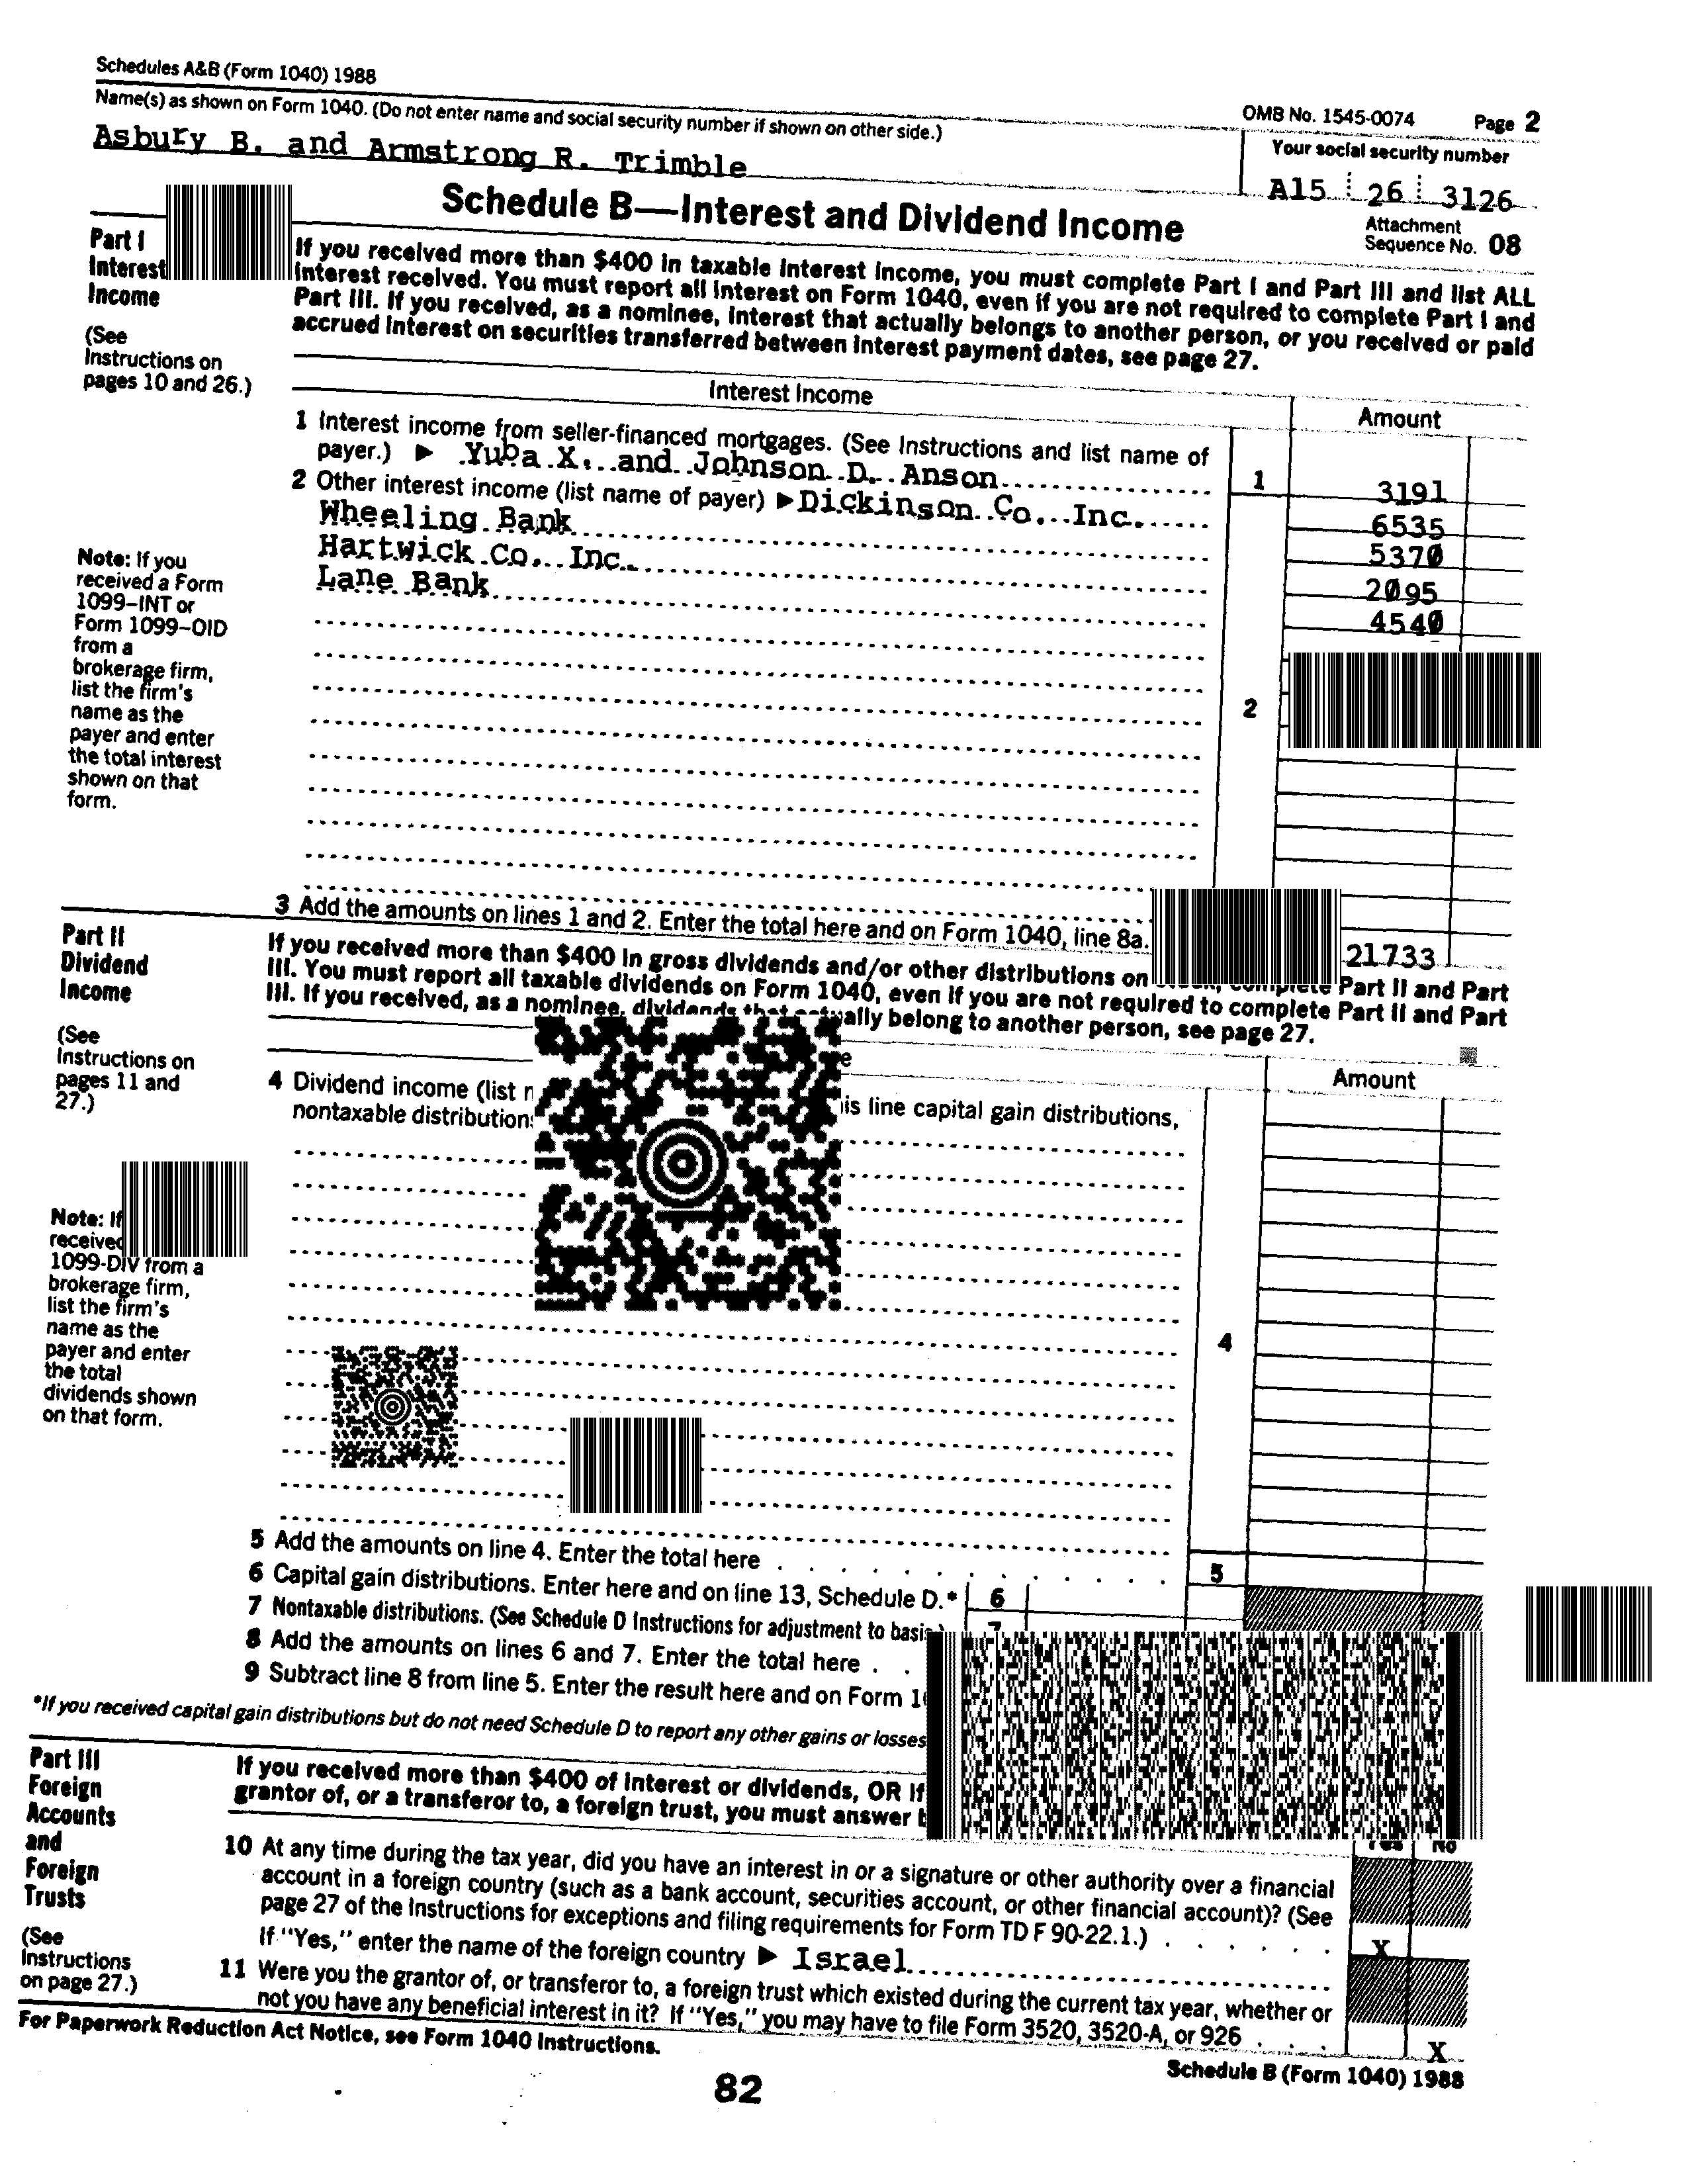 Schedules A&B (Form 1040) 1988
OMB No. 1545-0074 Page 2
Name(s) as shown on Form 1040. (Do not enter name and social security number if shown on other side.)
Your social security number
Asbury B. and Armstrong R. Trimble
A15 26 3126
Schedule B—Interest and Dividend Income
Attachment
Sequence No. 08
Part I
Interest
Income
(See
Instructions on
pages 10 and 26.)
If you received more than $400 in taxable interest income, you must complete Part I and Part III and list ALL
interest received. You must report all interest on Form 1040, even if you are not required to complete Part I and
Part III. If you received, as a nominee, interest that actually belongs to another person, or you received or paid
accrued interest on securities transferred between interest payment dates, see page 27.
Interest Income
Amount
1 Interest income from seller-financed mortgages. (See Instructions and list name of
payer.) ▶ Yuba X. and Johnson D. Anson
1
3191
2 Other interest income (list name of payer) ▶ Dickinson Co. Inc.
6535
Wheeling Bank
5370
Hartwick Co. Inc.
2095
Lane Bank
4540
2
Note: If you
received a Form
1099–INT or
Form 1099–OID
from a
brokerage firm,
list the firm's
name as the
payer and enter
the total interest
shown on that
form.
3 Add the amounts on lines 1 and 2. Enter the total here and on Form 1040, line 8a.
21733
Part II
Dividend
Income
(See
Instructions on
pages 11 and
27.)
If you received more than $400 in gross dividends and/or other distributions on complete Part II and Part
III. You must report all taxable dividends on Form 1040, even if you are not required to complete Part II and Part
III. If you received, as a nominee, dividends that actually belong to another person, see page 27.
Amount
4 Dividend income (list
nontaxable distributions line capital gain distributions,
4
Note: If
received
1099-DIV from a
brokerage firm,
list the firm's
name as the
payer and enter
the total
dividends shown
on that form.
5 Add the amounts on line 4. Enter the total here
5
6 Capital gain distributions. Enter here and on line 13, Schedule D.*
6
7 Nontaxable distributions. (See Schedule D Instructions for adjustment to basis.)
8 Add the amounts on lines 6 and 7. Enter the total here
9 Subtract line 8 from line 5. Enter the result here and on Form
*If you received capital gain distributions but do not need Schedule D to report any other gains or losses
Part III
Foreign
Accounts
and
Foreign
Trusts
(See
Instructions
on page 27.)
If you received more than $400 of interest or dividends, OR if
grantor of, or a transferor to, a foreign trust, you must answer
Yes No
10 At any time during the tax year, did you have an interest in or a signature or other authority over a financial
account in a foreign country (such as a bank account, securities account, or other financial account)? (See
page 27 of the Instructions for exceptions and filing requirements for Form TD F 90-22.1.)
X
If "Yes," enter the name of the foreign country ▶ Israel
11 Were you the grantor of, or transferor to, a foreign trust which existed during the current tax year, whether or
not you have any beneficial interest in it? If "Yes," you may have to file Form 3520, 3520-A, or 926
X
For Paperwork Reduction Act Notice, see Form 1040 Instructions.
Schedule B (Form 1040) 1988
82